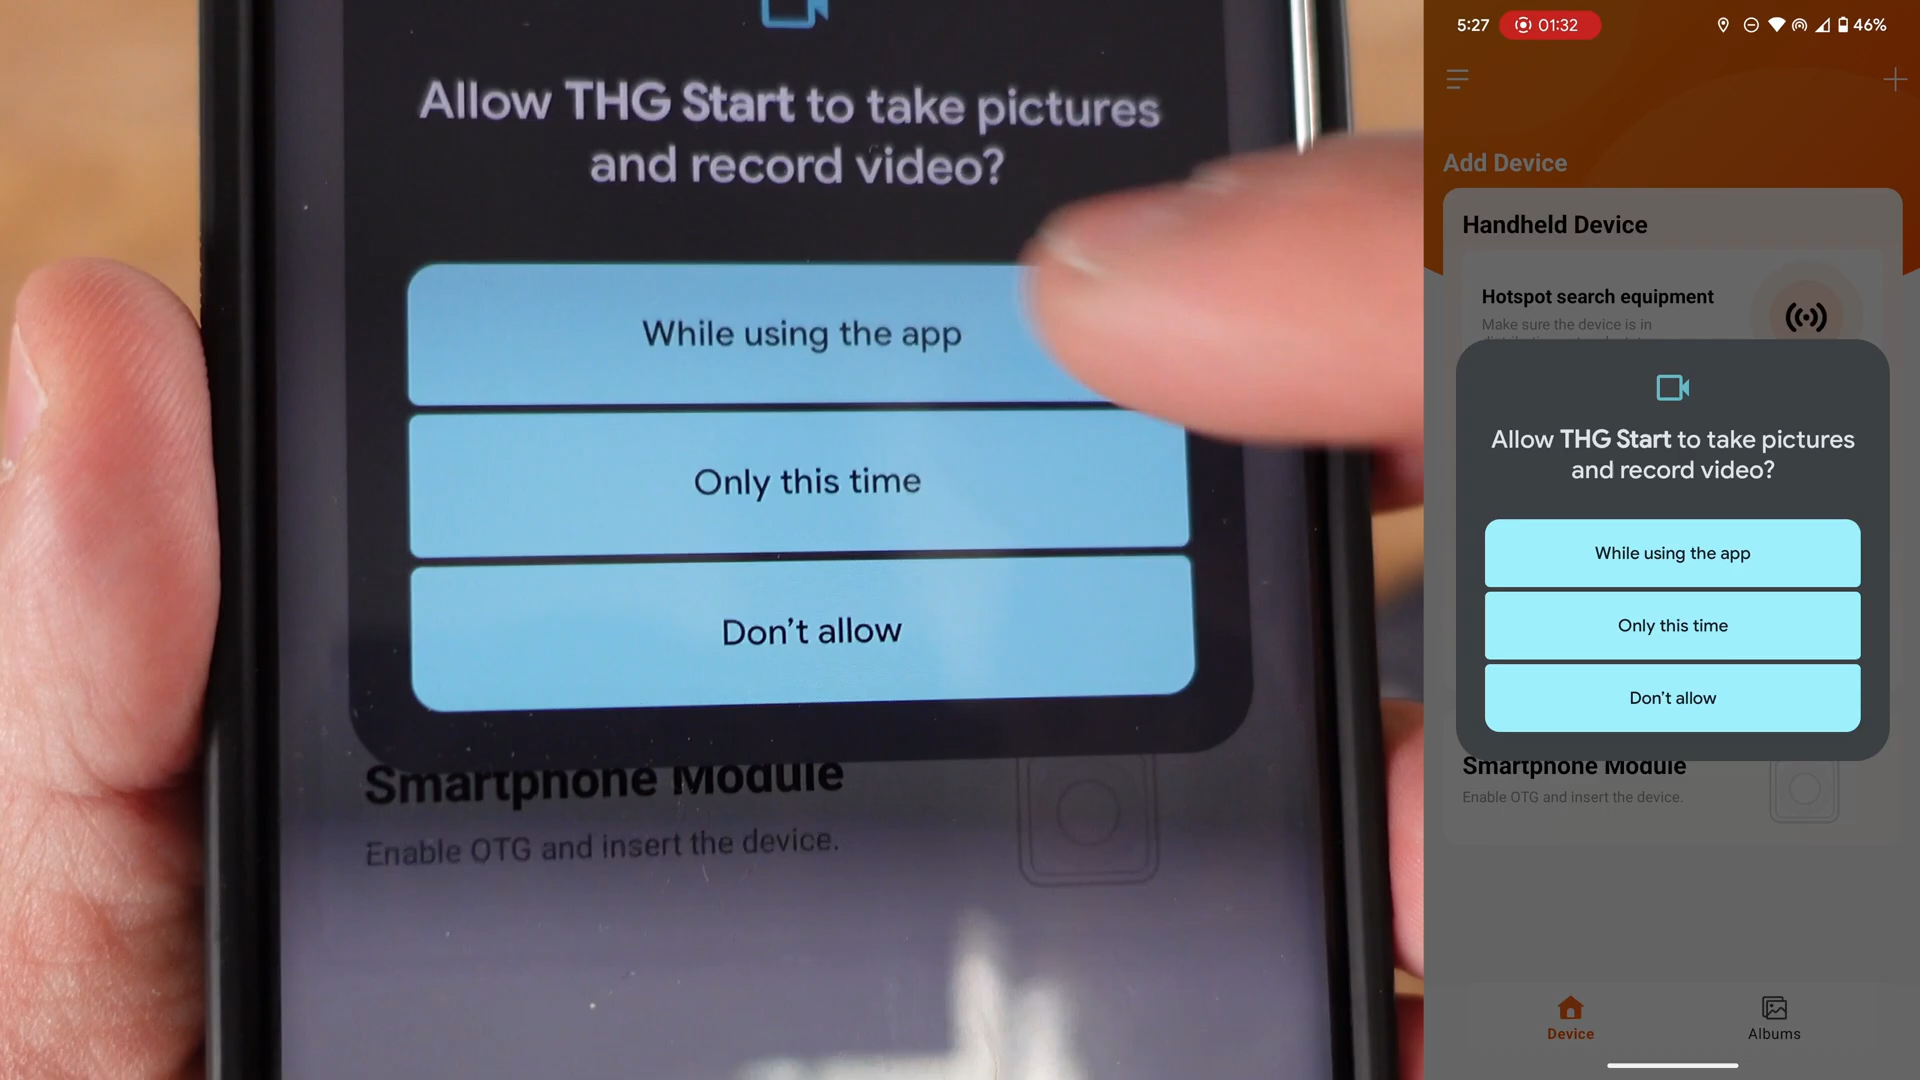 Allow THG Start to take pictures
and record video?
While using the app
Only this time
Don't allow
Smartphone Module
Enable OTG and insert the device.
5:27
01:32
46%
Add Device
Handheld Device
Hotspot search equipment
Make sure the device is in
Allow THG Start to take pictures
and record video?
While using the app
Only this time
Don't allow
Smartphone Module
Enable OTG and insert the device.
Device
Albums